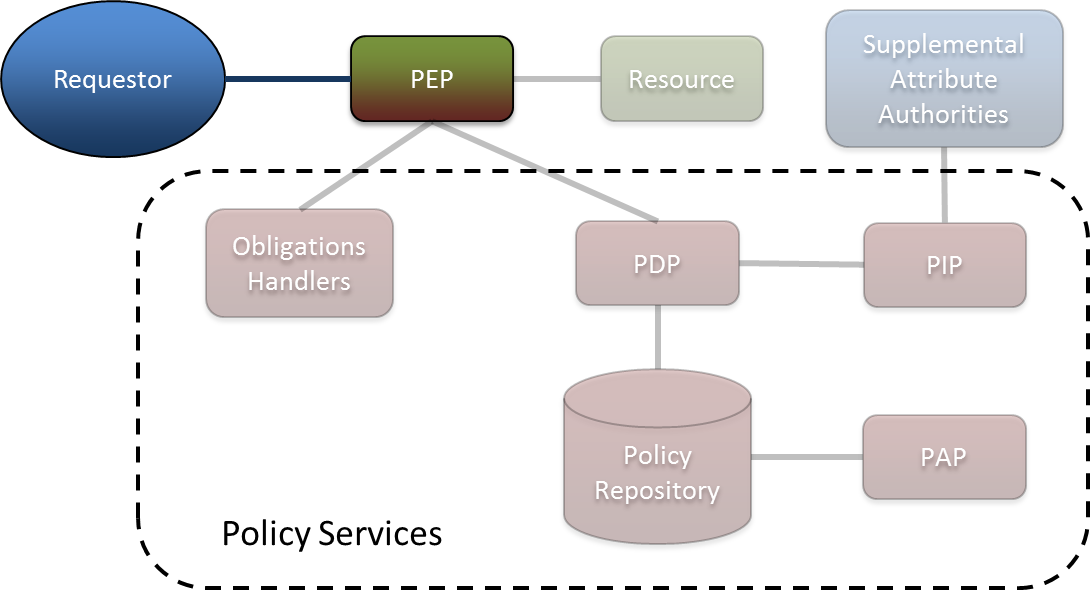 Requestor
PEP
Resource
Supplemental
Attribute
Authorities
Obligations
Handlers
PDP
PIP
Policy
Repository
PAP
Policy Services